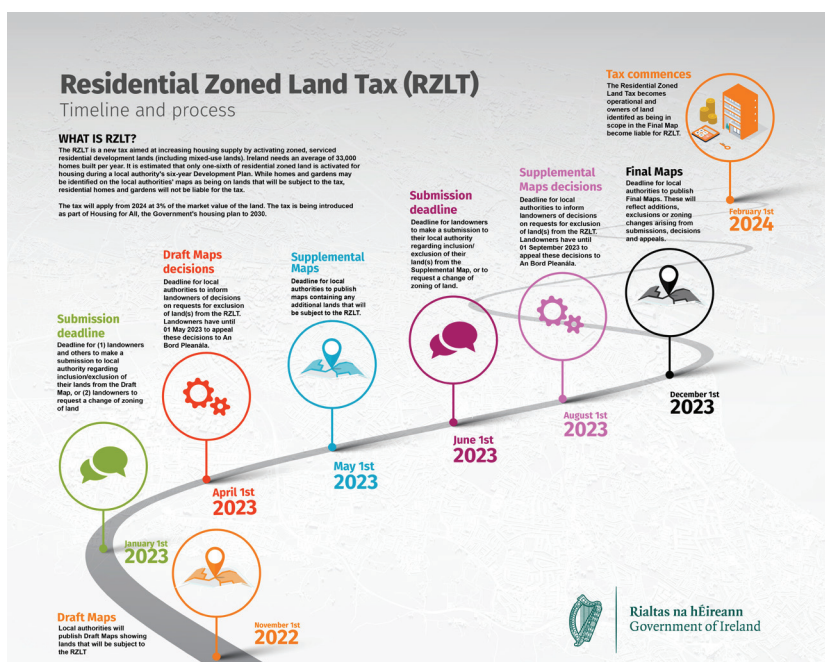 Residential Zoned Land Tax (RZLT)
Timeline and process
WHAT IS RZLT?
The RZLT is a new tax aimed at increasing housing supply by activating zoned, serviced
residential development lands (including mixed-use lands). Ireland needs an average of 33,000
homes built per year. It is estimated that only one-sixth of residential zoned land is activated for
housing during a local authority's six-year Development Plan. While homes and gardens may
be identified on the local authorities' maps as being on lands that will be subject to the tax,
residential homes and gardens will not be liable for the tax.
The tax will apply from 2024 at 3% of the market value of the land. The tax is being introduced
as part of Housing for All, the Government's housing plan to 2030.
Draft Maps
Local authorities will
publish Draft Maps showing
lands that will be subject to
the RZLT
November 1st
2022
Submission
deadline
Deadline for (1) landowners
and others to make a
submission to local
authority regarding
inclusion/exclusion of
their lands from the Draft
Map, or (2) landowners to
request a change of zoning
of land
January 1st
2023
Draft Maps
decisions
Deadline for local
authorities to inform
landowners of decisions
on requests for exclusion
of land(s) from the RZLT.
Landowners have until
01 May 2023 to appeal
these decisions to An
Bord Pleanála.
April 1st
2023
Supplemental
Maps
Deadline for local
authorities to publish
maps containing any
additional lands that will
be subject to the RZLT.
May 1st
2023
Submission
deadline
Deadline for landowners
to make a submission to
their local authority
regarding inclusion/
exclusion of their
land(s) from the
Supplemental Map, or to
request a change of
zoning of land.
June 1st
2023
Supplemental
Maps decisions
Deadline for local
authorities to inform
landowners of decisions
on requests for exclusion
of land(s) from the RZLT.
Landowners have until
01 September 2023 to
appeal these decisions to
An Bord Pleanála.
August 1st
2023
Final Maps
Deadline for local
authorities to publish
Final Maps. These will
reflect additions,
exclusions or zoning
changes arising from
submissions, decisions
and appeals.
December 1st
2023
Tax commences
The Residential Zoned
Land Tax becomes
operational and
owners of land
identifed as being in
scope in the Final Map
become liable for RZLT.
February 1st
2024
Rialtas na hÉireann
Government of Ireland